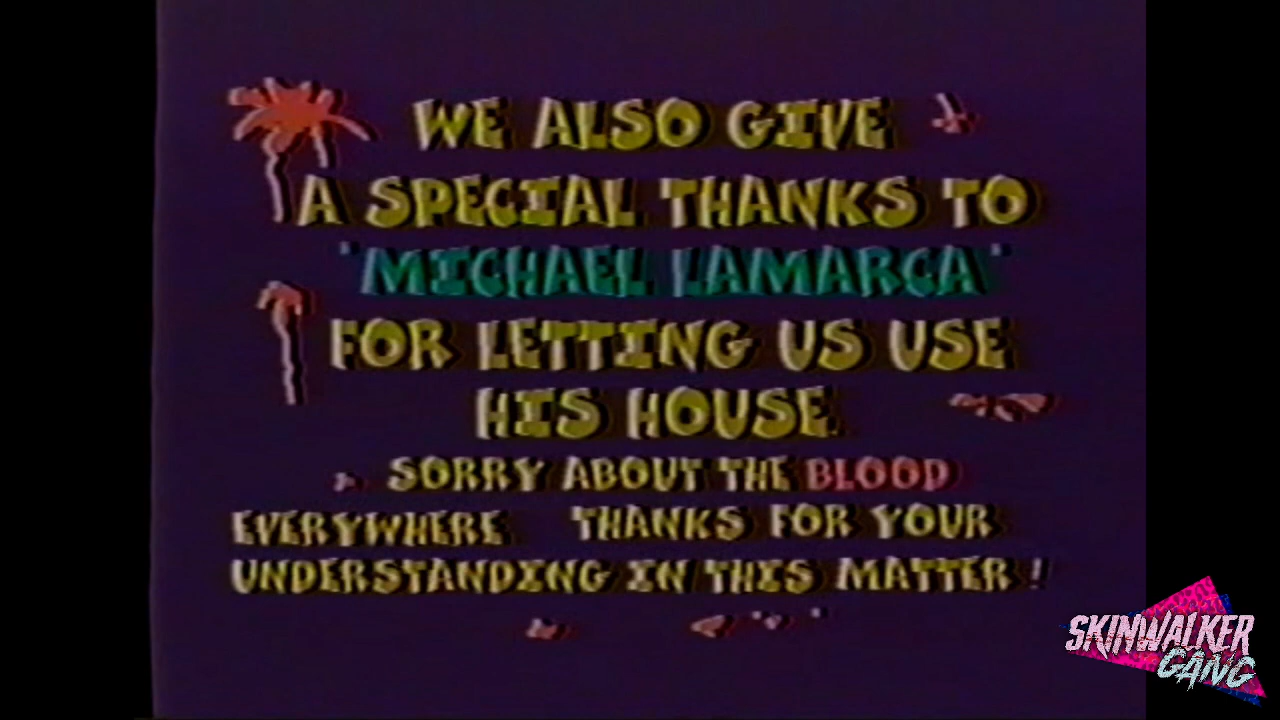 WE ALSO GIVE
A SPECIAL THANKS TO
"MICHAEL LAMARCA"
FOR LETTING US USE
HIS HOUSE.
SORRY ABOUT THE BLOOD
EVERYWHERE THANKS FOR YOUR
UNDERSTANDING IN THIS MATTER!
SKINWALKER
GANG